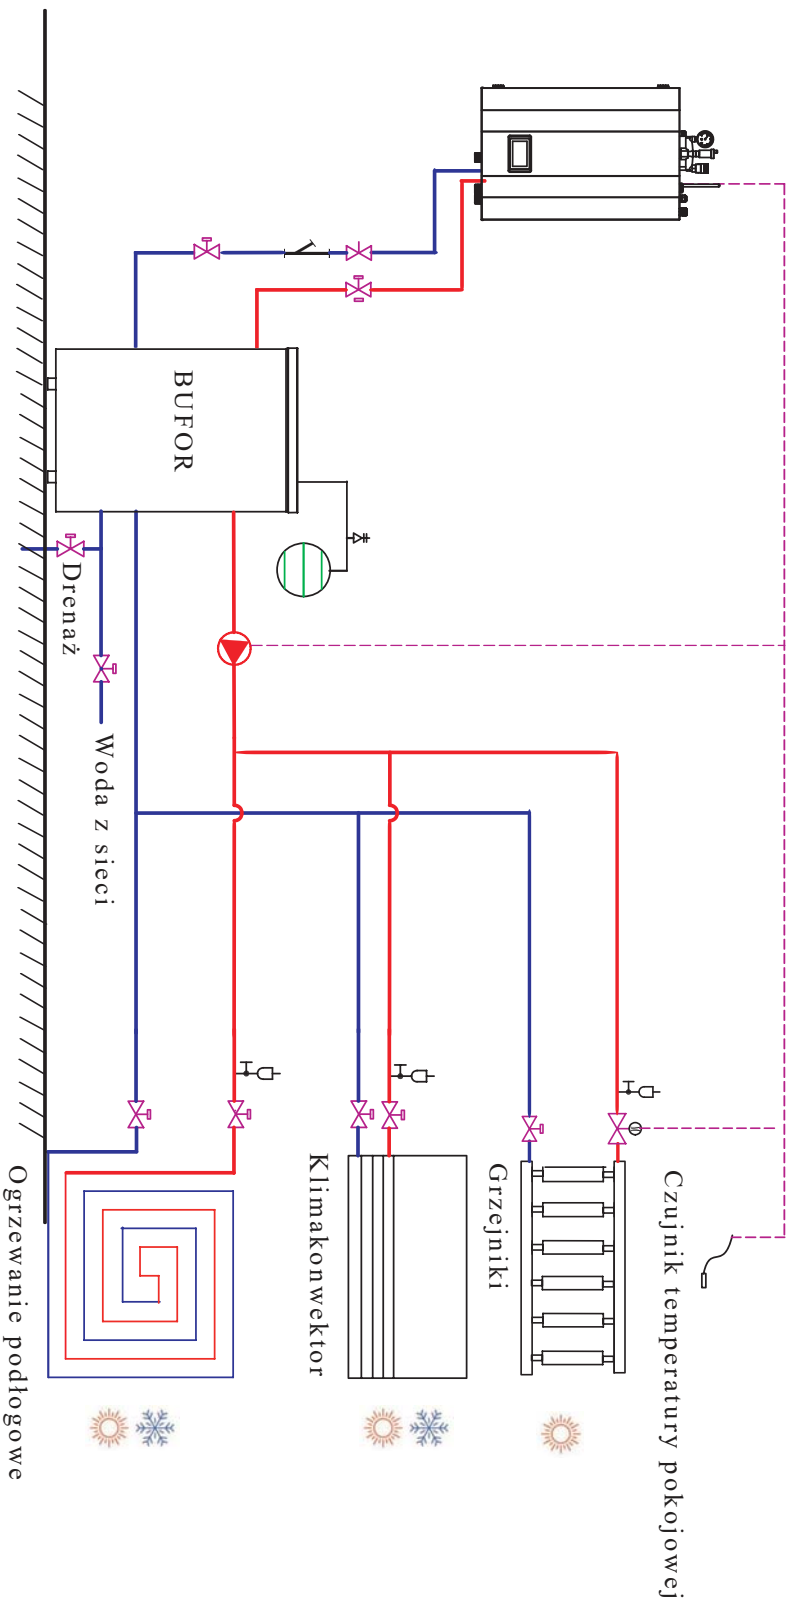 BUFOR
Drenaż
Woda z sieci
Czujnik temperatury pokojowej
Grzejniki
Klimakonwektor
Ogrzewanie podłogowe